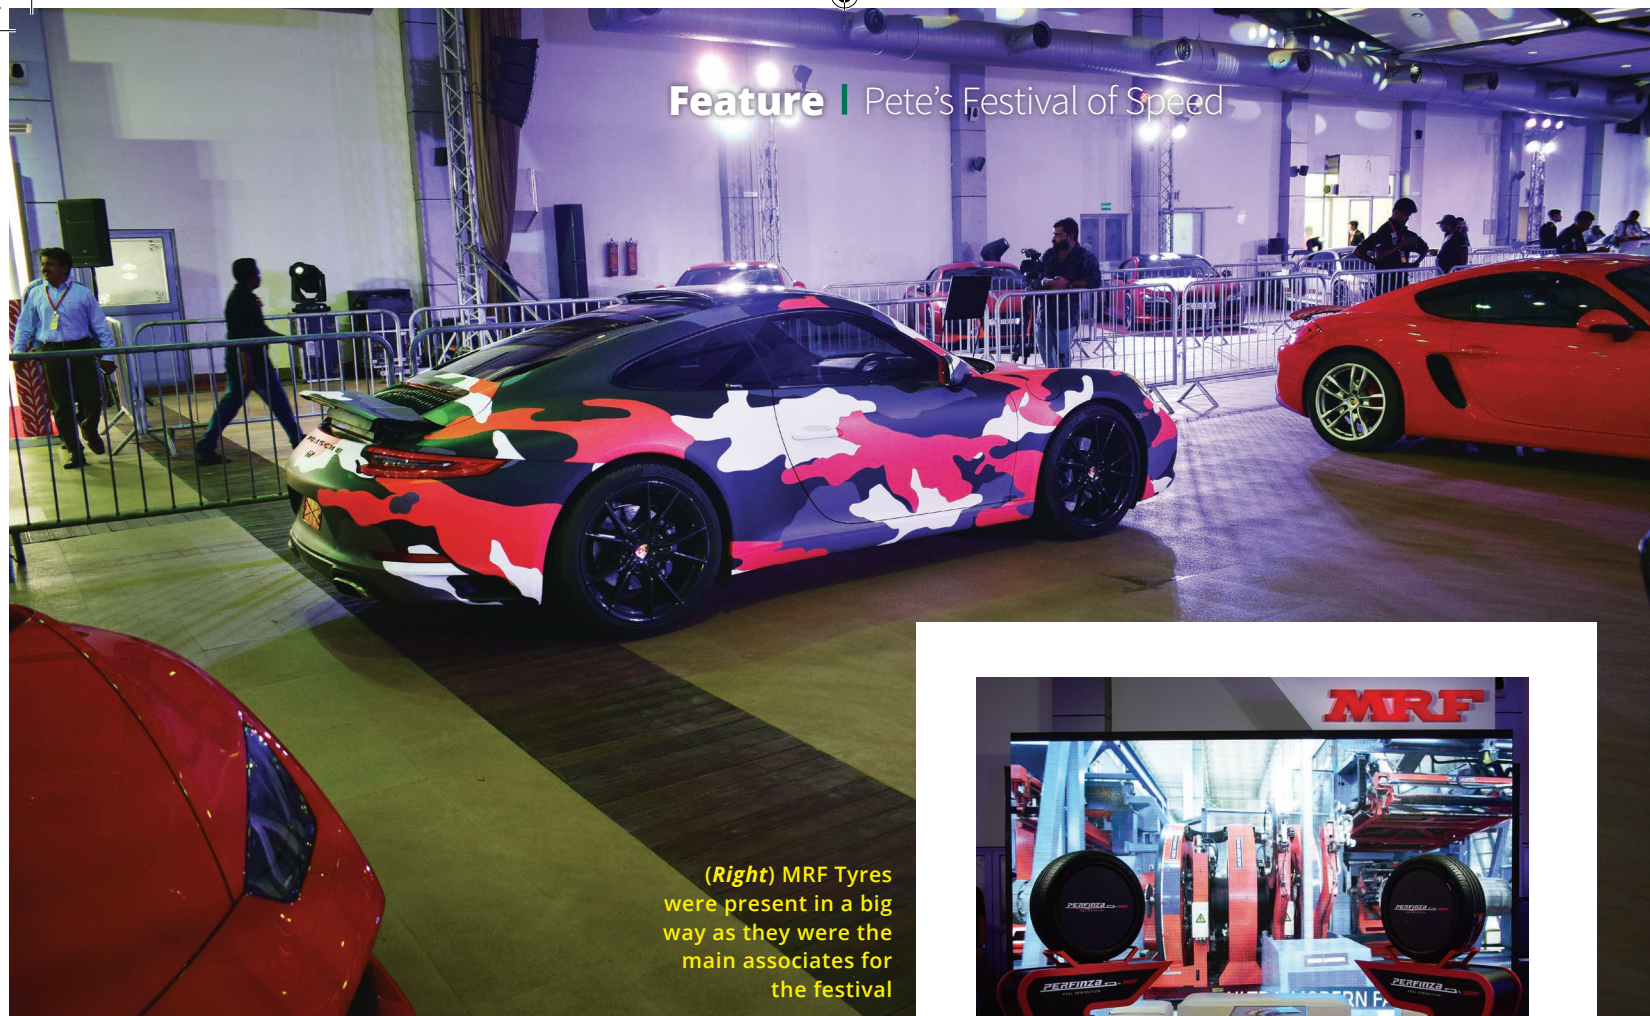 Feature | Pete's Festival of Speed
PORSCHE
MRF
PERFINZA
PERFINZA
PERFINZA
PERFINZA
(Right) MRF Tyres
were present in a big
way as they were the
main associates for
the festival